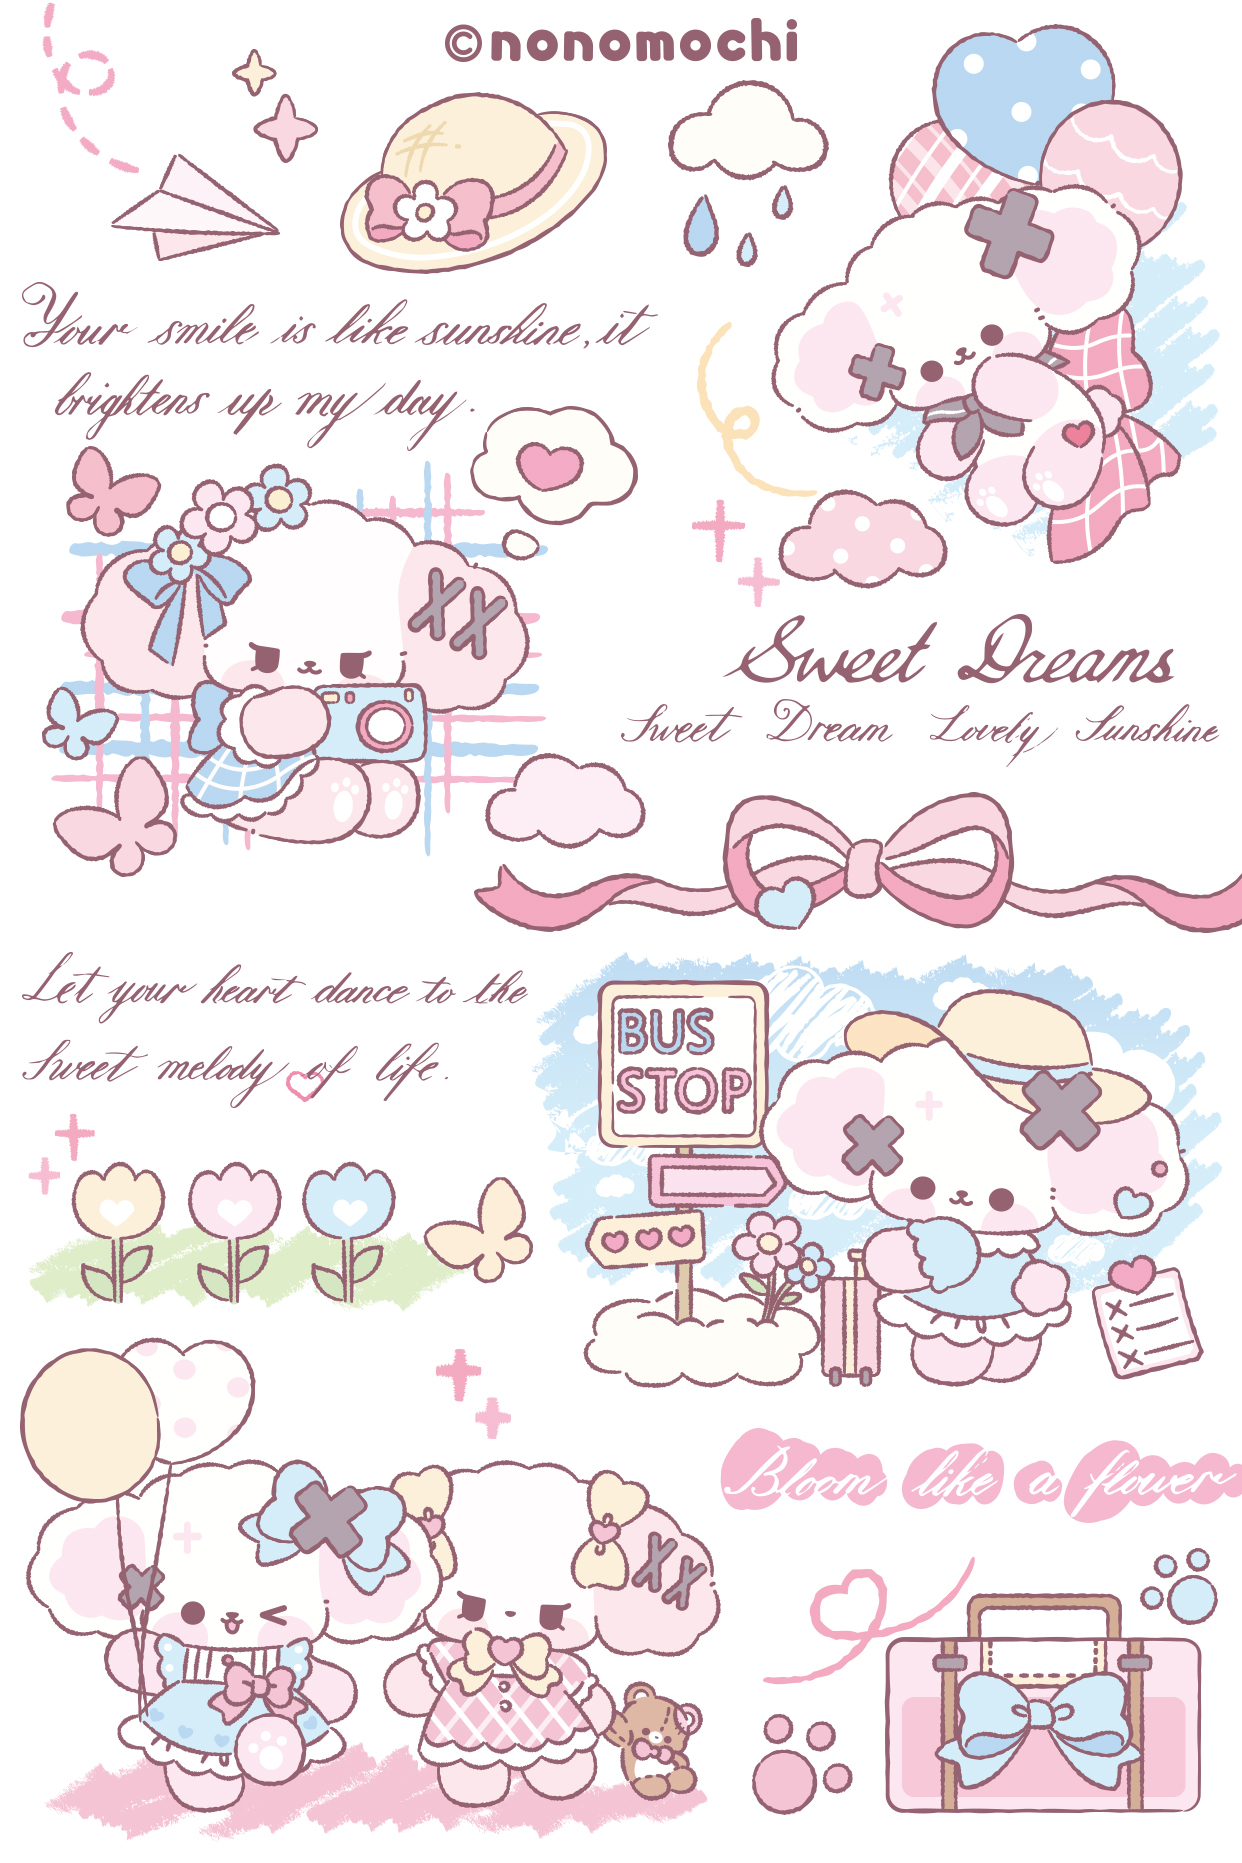 ©nonomochi
Your smile is like sunshine, it
brightens up my day.
Sweet Dreams
Sweet Dream Lovely Sunshine
Let your heart dance to the
Sweet melody of life.
BUS
STOP
Bloom like a flower